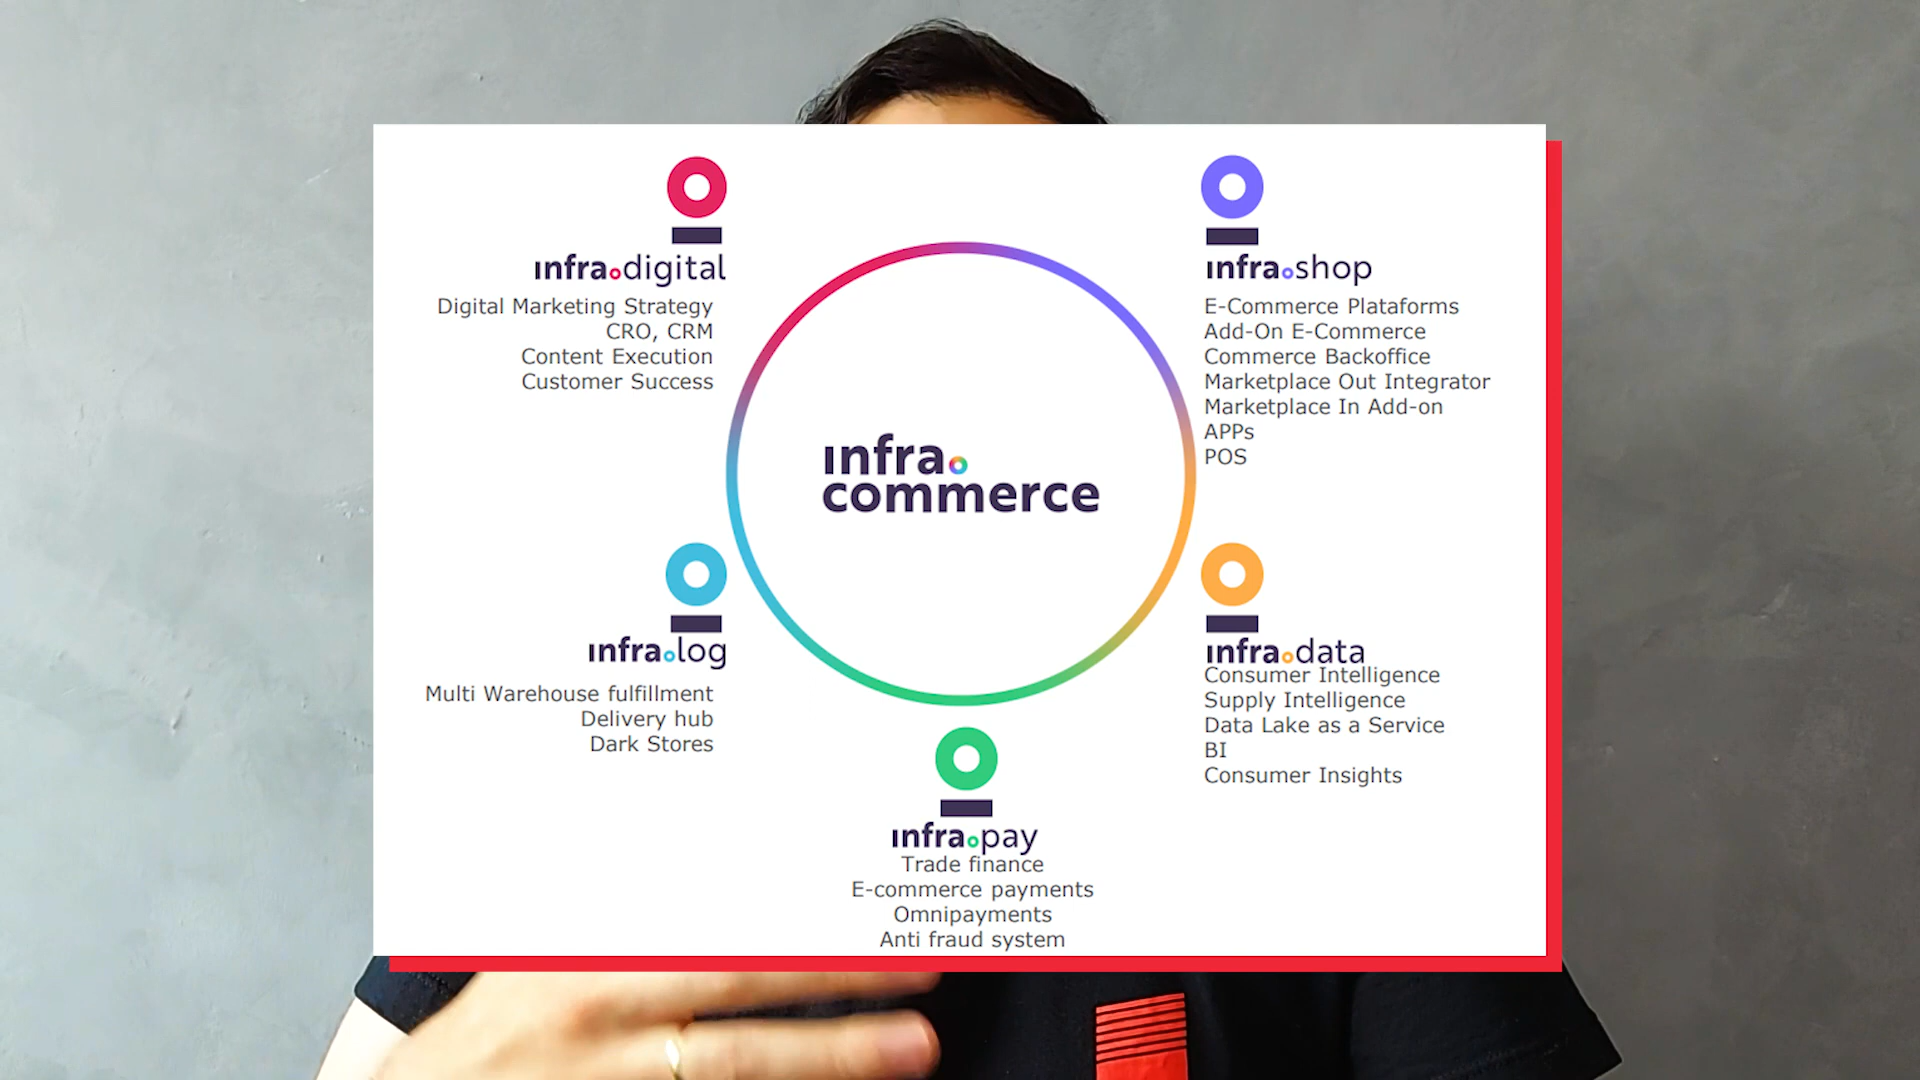 infra.digital
Digital Marketing Strategy
CRO, CRM
Content Execution
Customer Success
infra.shop
E-Commerce Plataforms
Add-On E-Commerce
Commerce Backoffice
Marketplace Out Integrator
Marketplace In Add-on
APPs
POS
infra.
commerce
infra.log
Multi Warehouse fulfillment
Delivery hub
Dark Stores
infra.data
Consumer Intelligence
Supply Intelligence
Data Lake as a Service
BI
Consumer Insights
infra.pay
Trade finance
E-commerce payments
Omnipayments
Anti fraud system